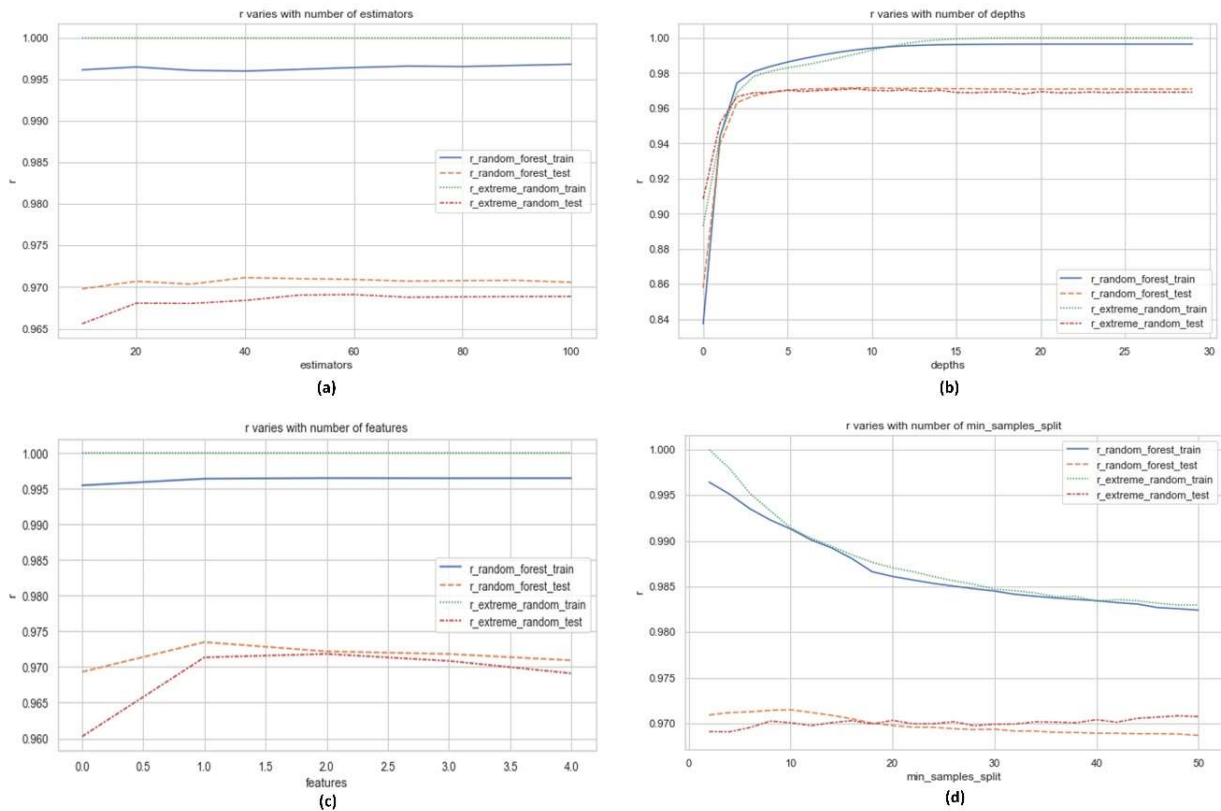 r varies with number of estimators
1.000
0.995
0.990
0.985
0.980
0.975
0.970
0.965
r
r_random_forest_train
r_random_forest_test
r_extreme_random_train
r_extreme_random_test
20 40 60 80 100
estimators
(a)
r varies with number of depths
1.00
0.98
0.96
0.94
0.92
0.90
0.88
0.86
0.84
r
r_random_forest_train
r_random_forest_test
r_extreme_random_train
r_extreme_random_test
0 5 10 15 20 25 30
depths
(b)
r varies with number of features
1.000
0.995
0.990
0.985
0.980
0.975
0.970
0.965
0.960
r
r_random_forest_train
r_random_forest_test
r_extreme_random_train
r_extreme_random_test
0.0 0.5 1.0 1.5 2.0 2.5 3.0 3.5 4.0
features
(c)
r varies with number of min_samples_split
1.000
0.995
0.990
0.985
0.980
0.975
0.970
r
r_random_forest_train
r_random_forest_test
r_extreme_random_train
r_extreme_random_test
0 10 20 30 40 50
min_samples_split
(d)